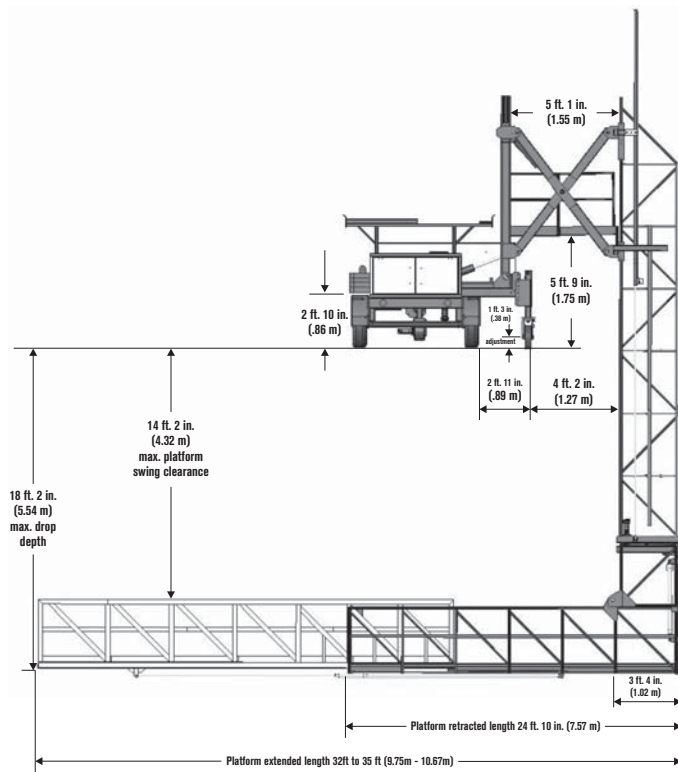 5 ft. 1 in.
(1.55 m)
5 ft. 9 in.
(1.75 m)
2 ft. 10 in.
(.86 m)
1 ft. 3 in.
(.38 m)
adjustment
2 ft. 11 in.
(.89 m)
4 ft. 2 in.
(1.27 m)
14 ft. 2 in.
(4.32 m)
max. platform
swing clearance
18 ft. 2 in.
(5.54 m)
max. drop
depth
3 ft. 4 in.
(1.02 m)
Platform retracted length 24 ft. 10 in. (7.57 m)
Platform extended length 32ft to 35 ft (9.75m - 10.67m)